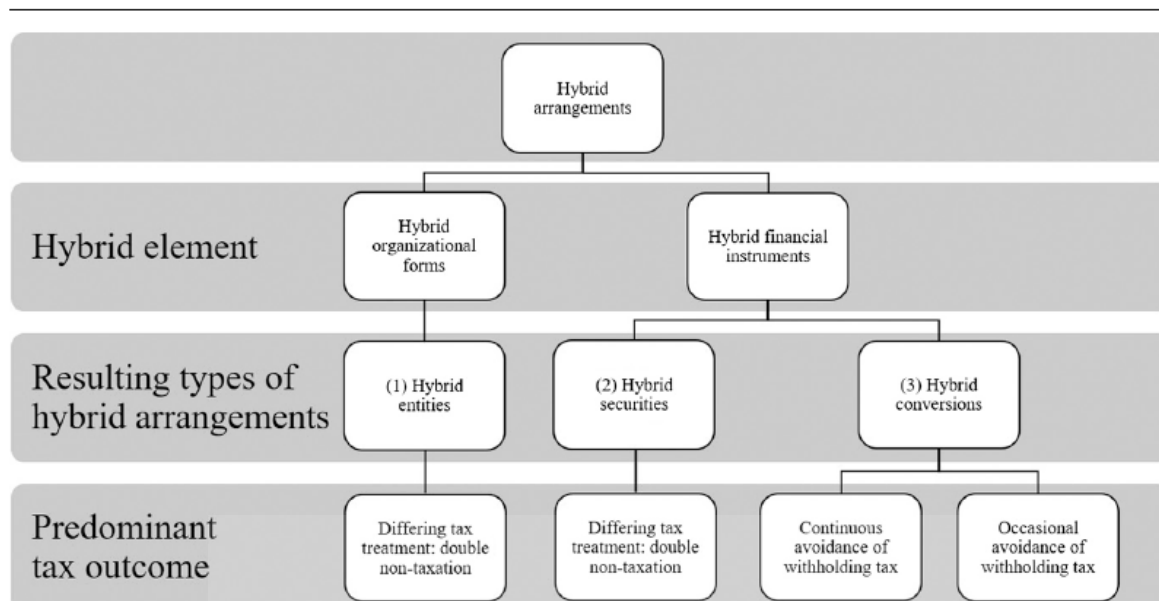 Hybrid
arrangements
Hybrid element
Hybrid
organizational
forms
Hybrid financial
instruments
Resulting types of
hybrid arrangements
(1) Hybrid
entities
(2) Hybrid
securities
(3) Hybrid
conversions
Predominant
tax outcome
Differing tax
treatment: double
non-taxation
Differing tax
treatment: double
non-taxation
Continuous
avoidance of
withholding tax
Occasional
avoidance of
withholding tax